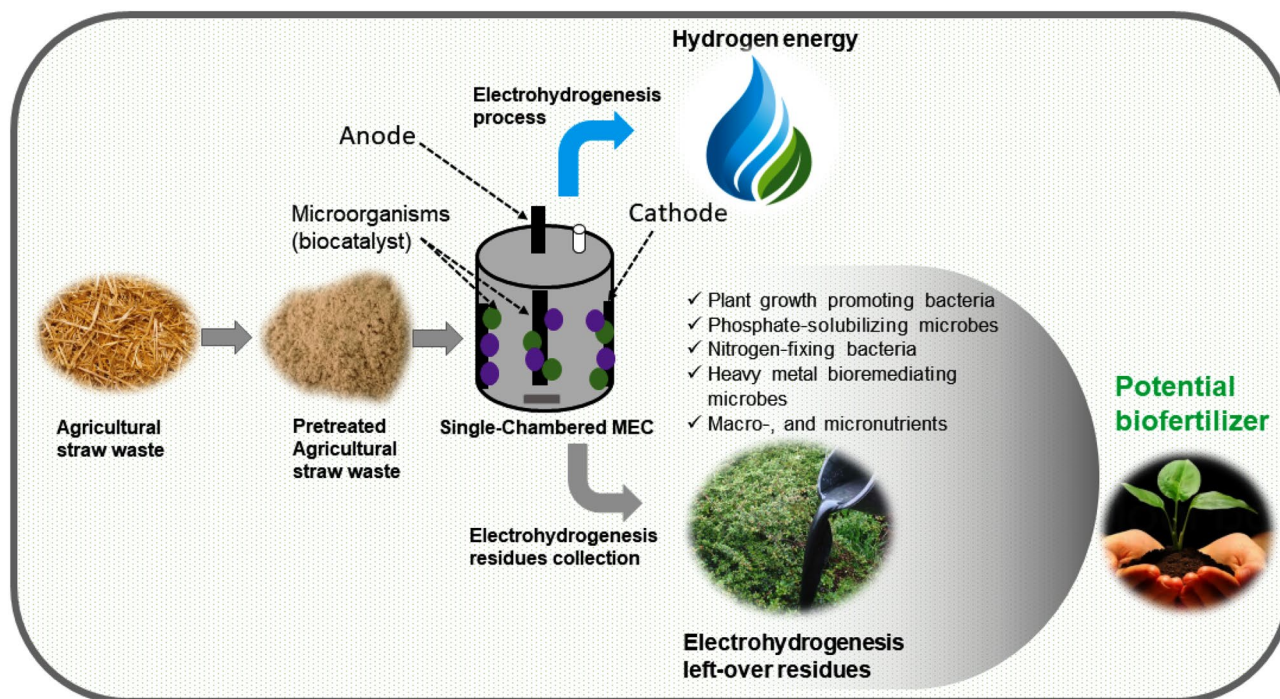 Hydrogen energy
Electrohydrogenesis
process
Anode
Microorganisms
(biocatalyst)
Cathode
Agricultural
straw waste
Pretreated
Agricultural
straw waste
Single-Chambered MEC
✓ Plant growth promoting bacteria
✓ Phosphate-solubilizing microbes
✓ Nitrogen-fixing bacteria
✓ Heavy metal bioremediating
microbes
✓ Macro-, and micronutrients
Potential
biofertilizer
Electrohydrogenesis
residues collection
Electrohydrogenesis
left-over residues